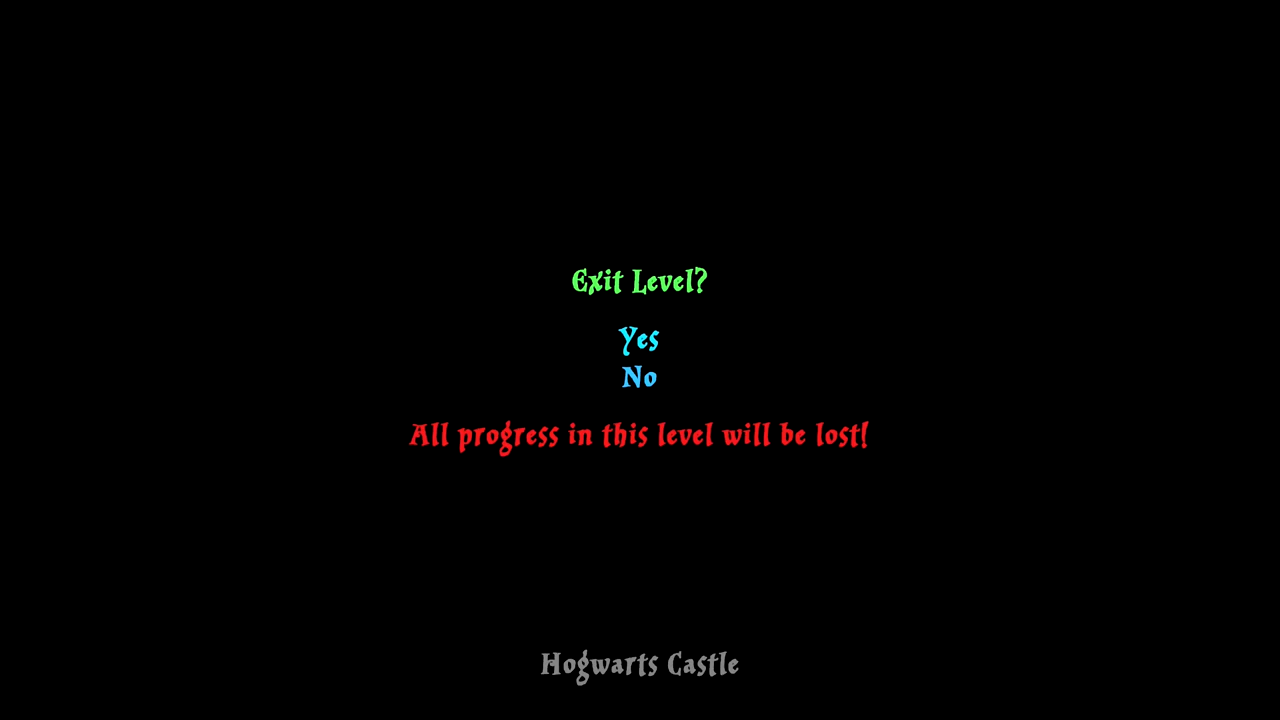 Exit Level?
Yes
No
All progress in this level will be lost!
Hogwarts Castle